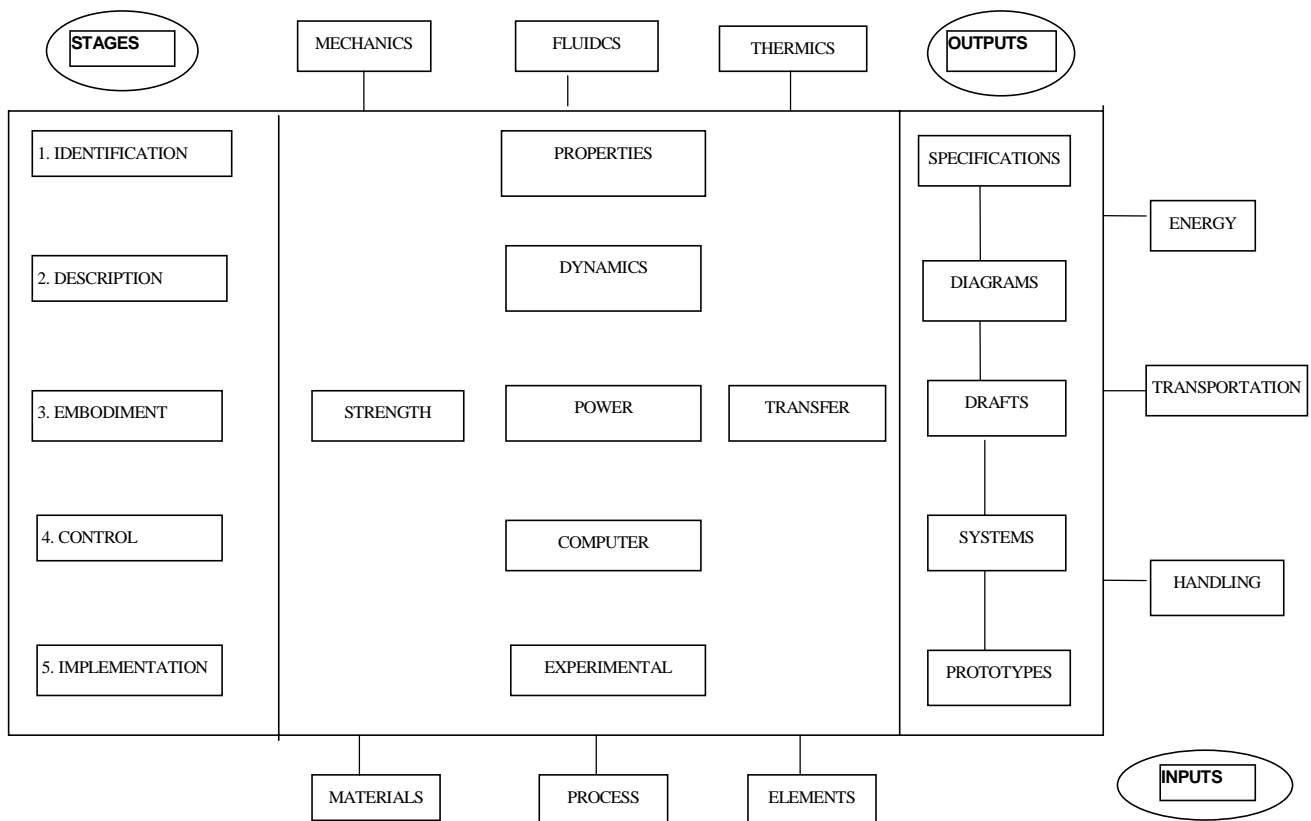 STAGES
MECHANICS
FLUIDCS
THERMICS
OUTPUTS
1. IDENTIFICATION
PROPERTIES
SPECIFICATIONS
ENERGY
2. DESCRIPTION
DYNAMICS
DIAGRAMS
3. EMBODIMENT
STRENGTH
POWER
TRANSFER
DRAFTS
TRANSPORTATION
4. CONTROL
COMPUTER
SYSTEMS
HANDLING
5. IMPLEMENTATION
EXPERIMENTAL
PROTOTYPES
MATERIALS
PROCESS
ELEMENTS
INPUTS